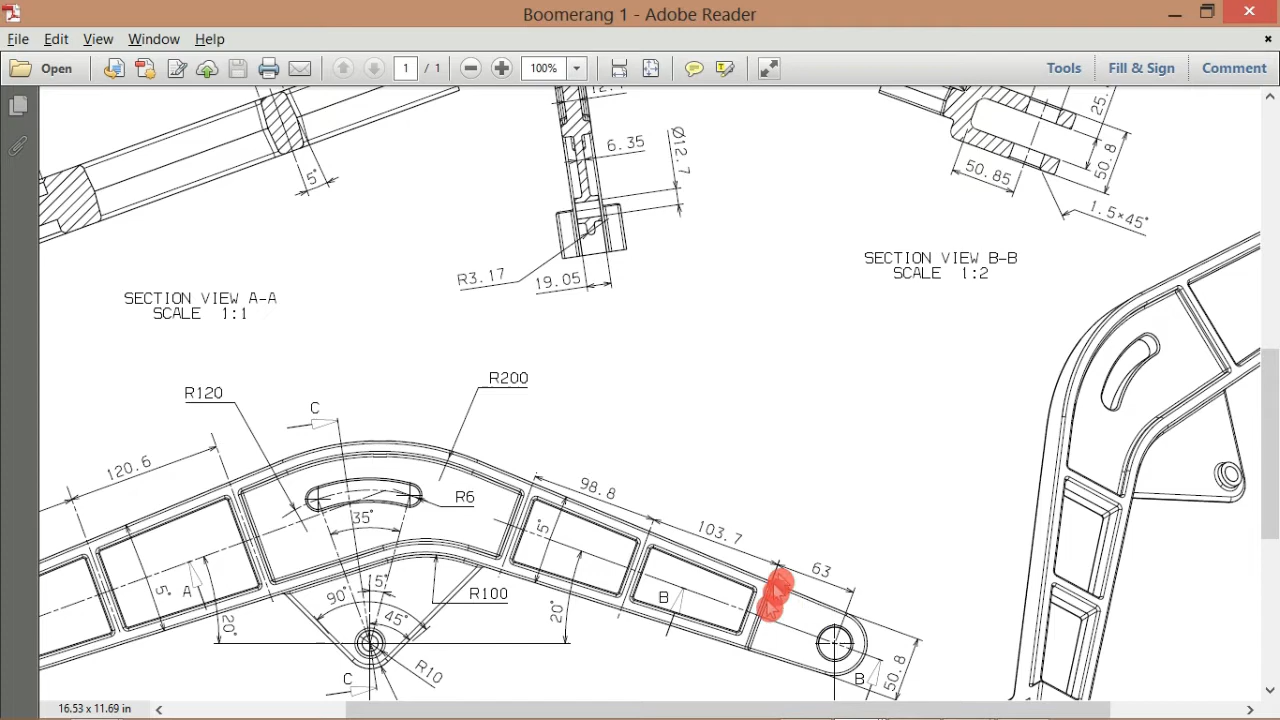 Boomerang 1 - Adobe Reader
File Edit View Window Help
Open 1 / 1 100% Tools Fill & Sign Comment
6.35
Ø12.7
5°
R3.17
19.05
50.85
50.8
1.5×45°
SECTION VIEW A-A
SCALE 1:1
SECTION VIEW B-B
SCALE 1:2
R120
C
R200
120.6
R6
35°
98.8
103.7
63
5°
5°
A
20°
90°
15°
45°
R100
20°
B
R10
C
B
50.8
16.53 x 11.69 in